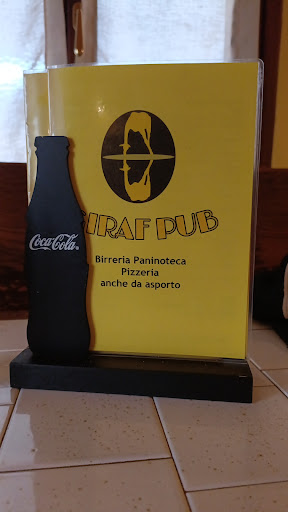 IRAF PUB
Birreria Paninoteca
Pizzeria
anche da asporto
Coca-Cola